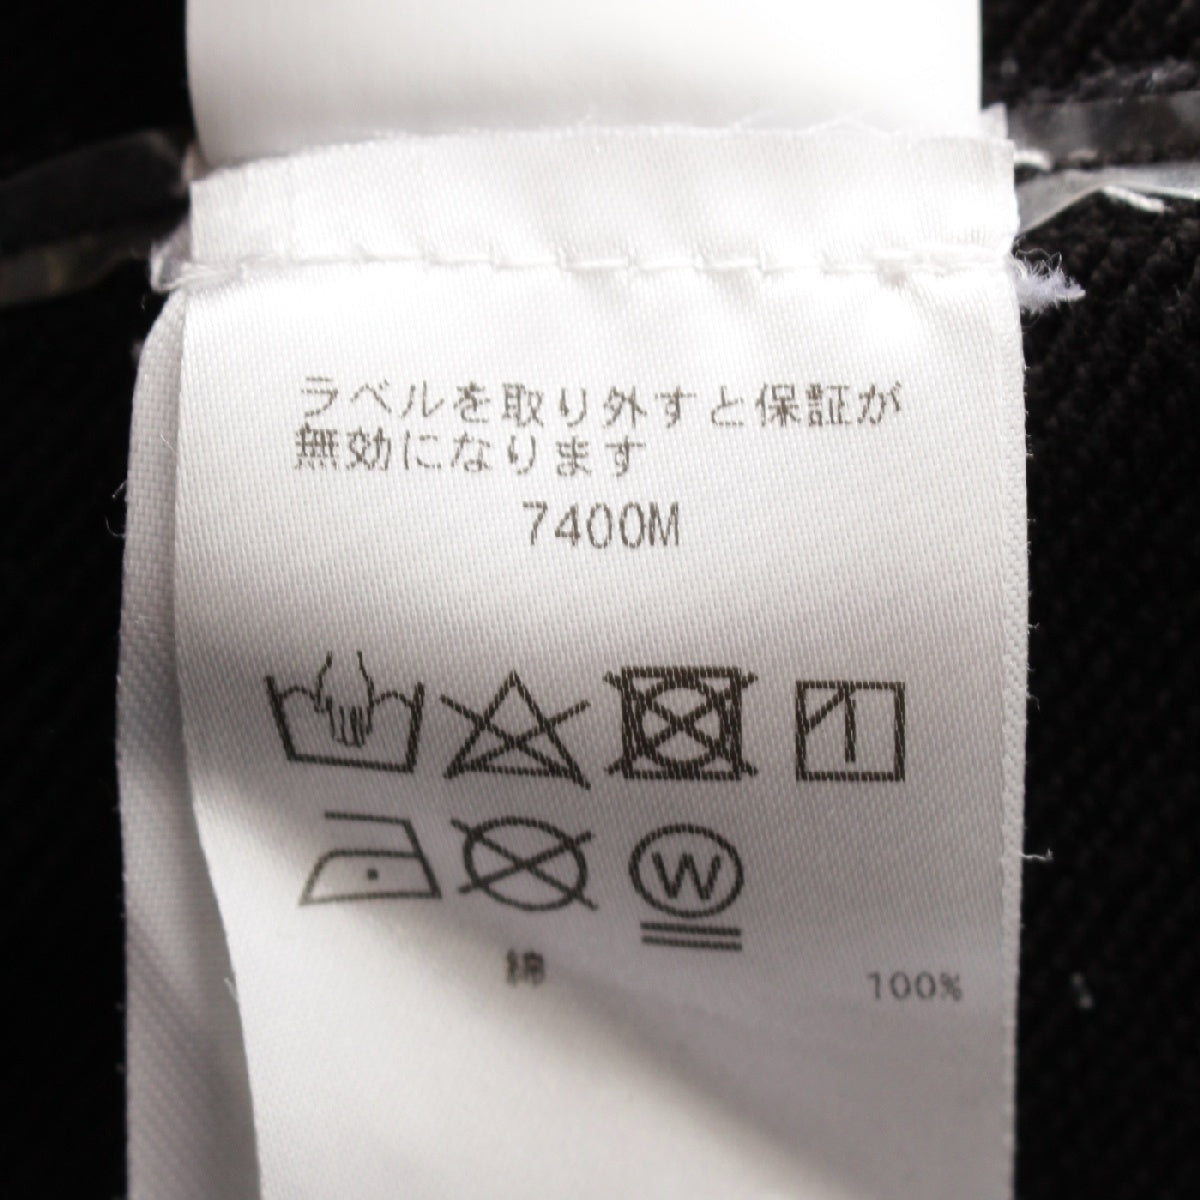 ラベルを取り外すと保証が
無効になります
7400M
W
綿 100%